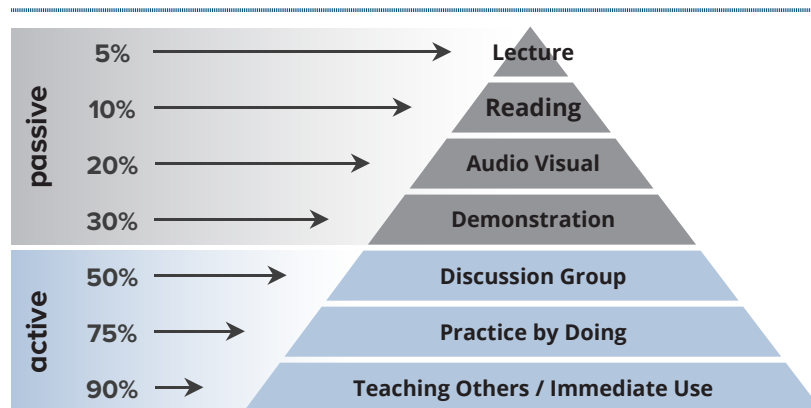 passive
5%
Lecture
10%
Reading
20%
Audio Visual
30%
Demonstration
active
50%
Discussion Group
75%
Practice by Doing
90%
Teaching Others / Immediate Use